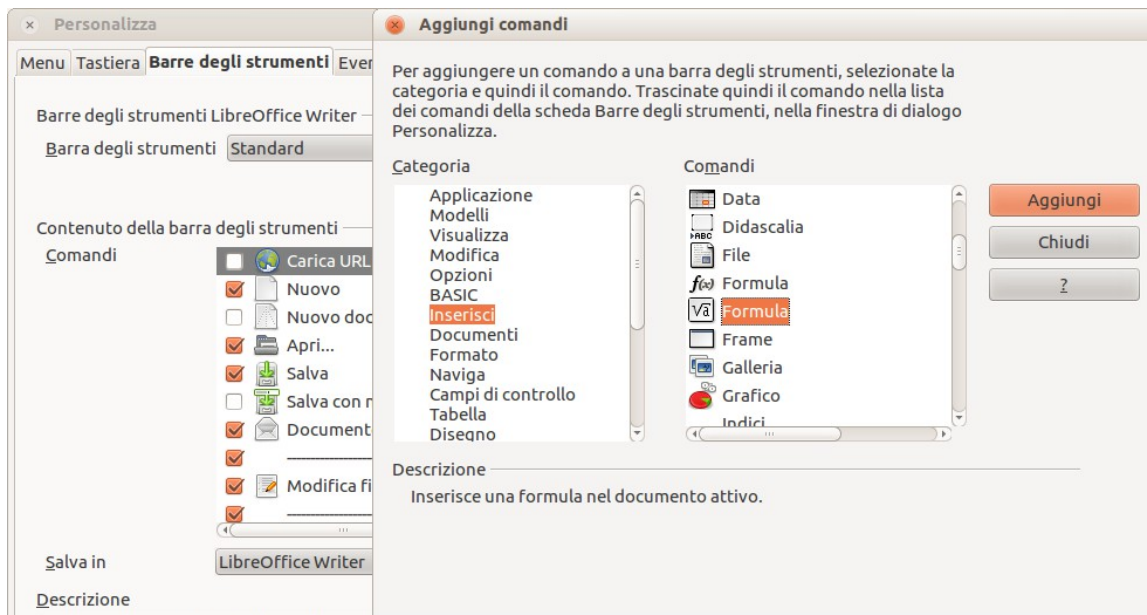 Personalizza
Menu Tastiera Barre degli strumenti
Barre degli strumenti LibreOffice Writer
Barra degli strumenti Standard
Contenuto della barra degli strumenti
Comandi
Carica URL
Nuovo
Nuovo
Apri...
Salva
Salva con
Modifica
Salva in LibreOffice Writer
Descrizione
Aggiungi comandi
Per aggiungere un comando a una barra degli strumenti, selezionate la
categoria e quindi il comando. Trascinate quindi il comando nella lista
dei comandi della scheda Barre degli strumenti, nella finestra di dialogo
Personalizza.
Categoria
Applicazione
Modelli
Visualizza
Modifica
Opzioni
BASIC
Inserisci
Documenti
Formato
Naviga
Campi di controllo
Tabella
Disegno
Comandi
Data
ABC Didascalia
File
f(x) Formula
√a Formula
Frame
Galleria
Grafico
Indici
Aggiungi
Chiudi
?
Descrizione
Inserisce una formula nel documento attivo.